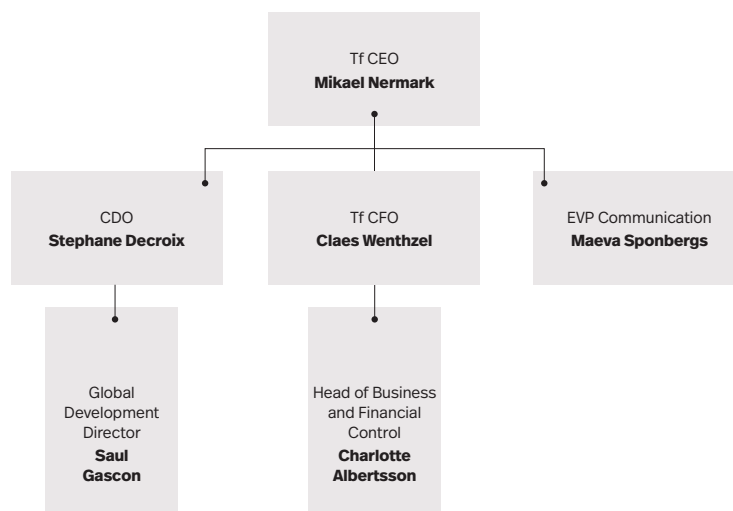 Tf CEO
Mikael Nermark
CDO
Stephane Decroix
Tf CFO
Claes Wenthzel
EVP Communication
Maeva Sponbergs
Global
Development
Director
Saul
Gascon
Head of Business
and Financial
Control
Charlotte
Albertsson